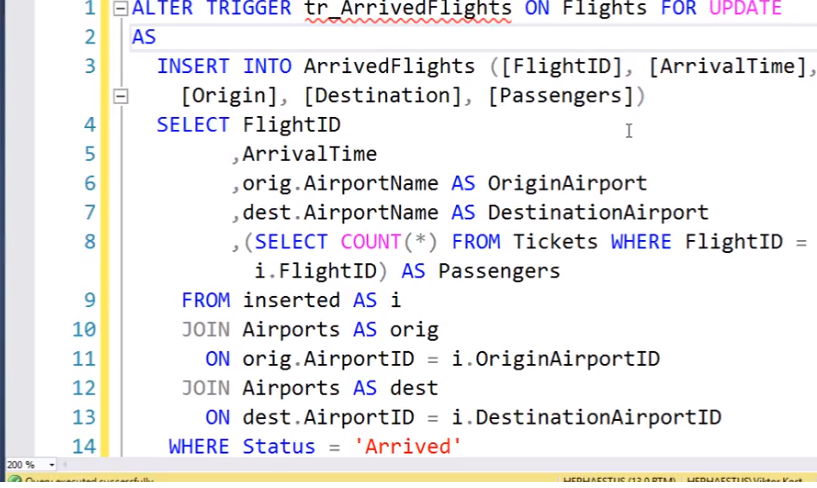 1 ALTER TRIGGER tr_ArrivedFlights ON Flights FOR UPDATE
2 AS
3 INSERT INTO ArrivedFlights ([FlightID], [ArrivalTime],
[Origin], [Destination], [Passengers])
4 SELECT FlightID
5 ,ArrivalTime
6 ,orig.AirportName AS OriginAirport
7 ,dest.AirportName AS DestinationAirport
8 ,(SELECT COUNT(*) FROM Tickets WHERE FlightID =
i.FlightID) AS Passengers
9 FROM inserted AS i
10 JOIN Airports AS orig
11 ON orig.AirportID = i.OriginAirportID
12 JOIN Airports AS dest
13 ON dest.AirportID = i.DestinationAirportID
14 WHERE Status = 'Arrived'
200 %
Query executed successfully. HEPHAESTUS (13.0 RTM) HEPHAESTUS\Viktor.Kost